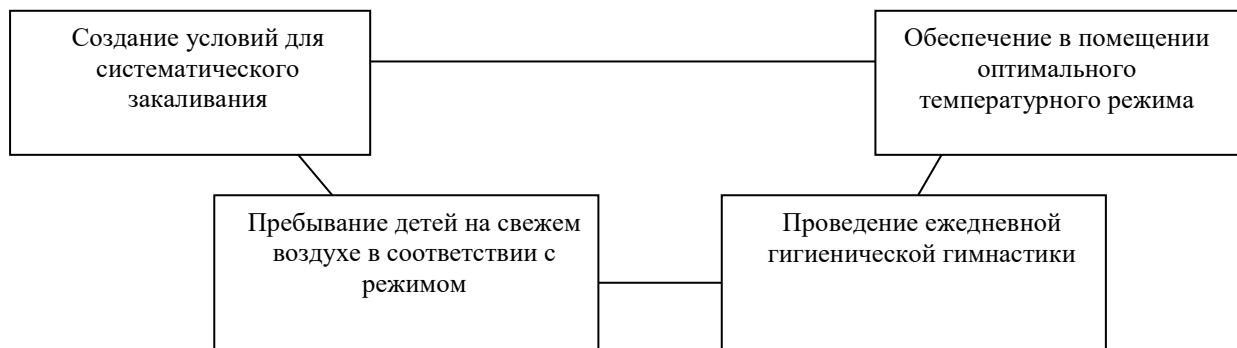 Создание условий для
систематического
закаливания
Обеспечение в помещении
оптимального
температурного режима
Пребывание детей на свежем
воздухе в соответствии с
режимом
Проведение ежедневной
гигиенической гимнастики